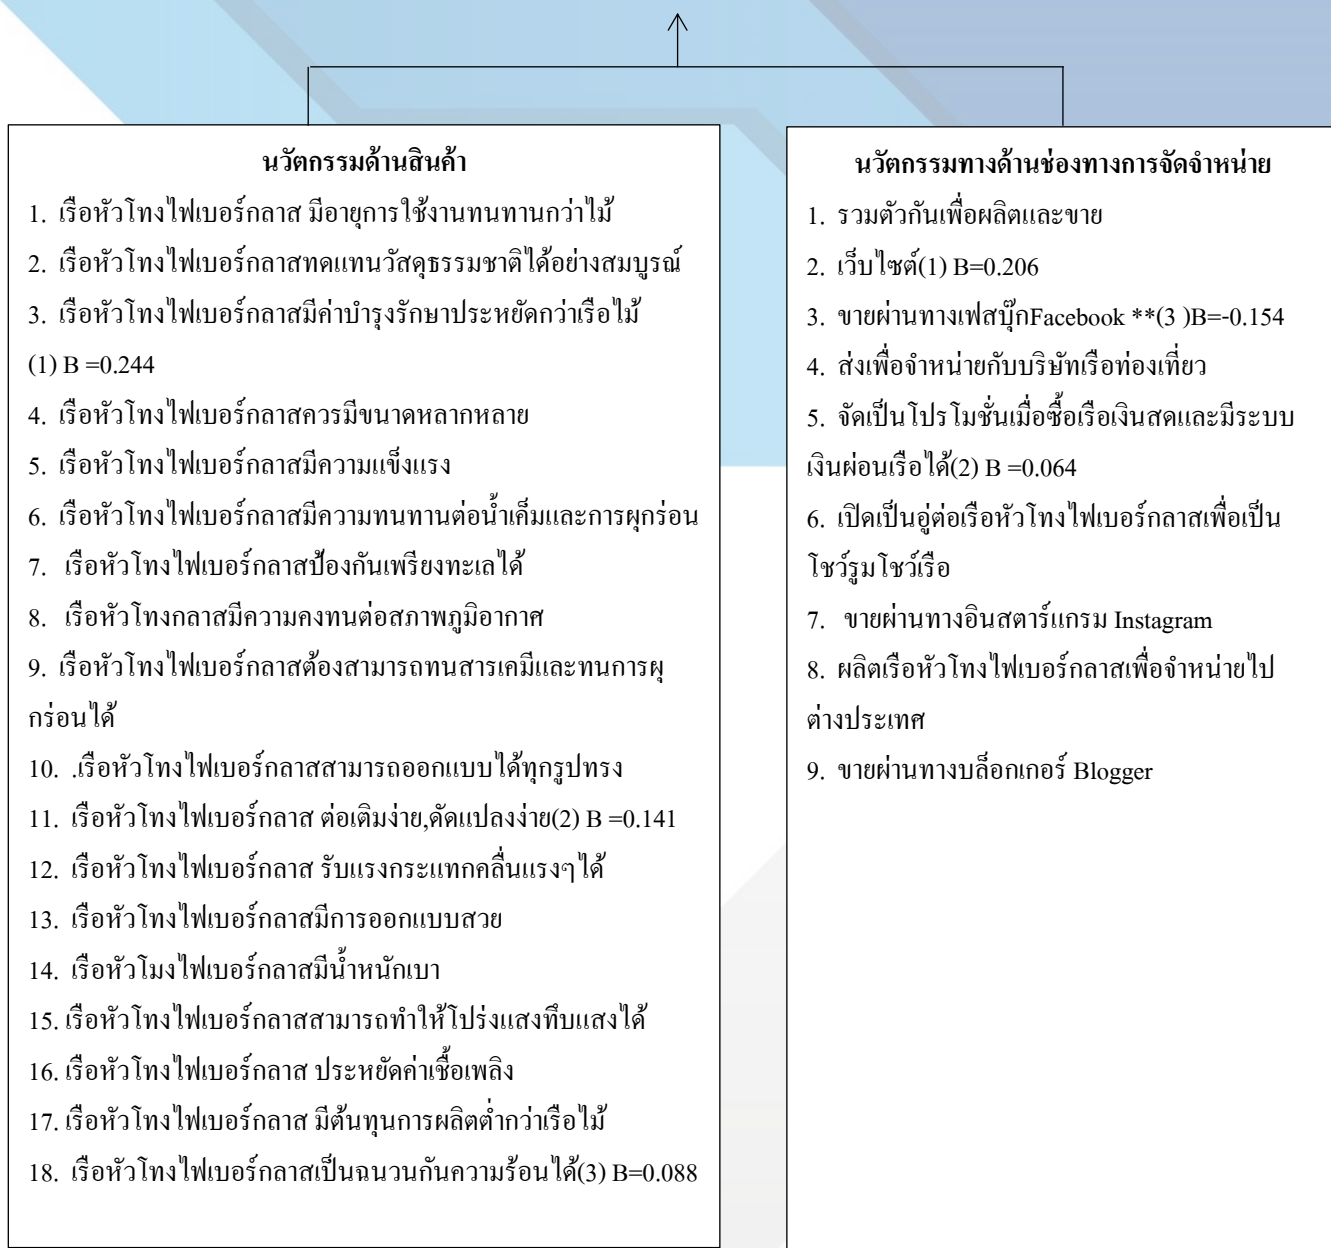 นวัตกรรมด้านสินค้า
1. เรือหัวโทงไฟเบอร์กลาส มีอายุการใช้งานทนทานกว่าไม้
2. เรือหัวโทงไฟเบอร์กลาสทดแทนวัสดุธรรมชาติได้อย่างสมบูรณ์
3. เรือหัวโทงไฟเบอร์กลาสมีค่าบำรุงรักษาประหยัดกว่าเรือไม้
(1) B =0.244
4. เรือหัวโทงไฟเบอร์กลาสควรมีขนาดหลากหลาย
5. เรือหัวโทงไฟเบอร์กลาสมีความแข็งแรง
6. เรือหัวโทงไฟเบอร์กลาสมีความทนทานต่อน้ำเค็มและการผุกร่อน
7. เรือหัวโทงไฟเบอร์กลาสป้องกันเพรียงทะเลได้
8. เรือหัวโทงกลาสมีความคงทนต่อสภาพภูมิอากาศ
9. เรือหัวโทงไฟเบอร์กลาสต้องสามารถทนสารเคมีและทนการผุ
กร่อนได้
10. .เรือหัวโทงไฟเบอร์กลาสสามารถออกแบบได้ทุกรูปทรง
11. เรือหัวโทงไฟเบอร์กลาส ต่อเติมง่าย,ดัดแปลงง่าย(2) B =0.141
12. เรือหัวโทงไฟเบอร์กลาส รับแรงกระแทกคลื่นแรงๆได้
13. เรือหัวโทงไฟเบอร์กลาสมีการออกแบบสวย
14. เรือหัวโมงไฟเบอร์กลาสมีน้ำหนักเบา
15. เรือหัวโทงไฟเบอร์กลาสสามารถทำให้โปร่งแสงทึบแสงได้
16. เรือหัวโทงไฟเบอร์กลาส ประหยัดค่าเชื้อเพลิง
17. เรือหัวโทงไฟเบอร์กลาส มีต้นทุนการผลิตต่ำกว่าเรือไม้
18. เรือหัวโทงไฟเบอร์กลาสเป็นฉนวนกันความร้อนได้(3) B=0.088
นวัตกรรมทางด้านช่องทางการจัดจำหน่าย
1. รวมตัวกันเพื่อผลิตและขาย
2. เว็บไซต์(1) B=0.206
3. ขายผ่านทางเฟสบุ๊กFacebook **(3 )B=-0.154
4. ส่งเพื่อจำหน่ายกับบริษัทเรือท่องเที่ยว
5. จัดเป็นโปรโมชั่นเมื่อซื้อเรือเงินสดและมีระบบ
เงินผ่อนเรือได้(2) B =0.064
6. เปิดเป็นอู่ต่อเรือหัวโทงไฟเบอร์กลาสเพื่อเป็น
โชว์รูมโชว์เรือ
7. ขายผ่านทางอินสตาร์แกรม Instagram
8. ผลิตเรือหัวโทงไฟเบอร์กลาสเพื่อจำหน่ายไป
ต่างประเทศ
9. ขายผ่านทางบล็อกเกอร์ Blogger